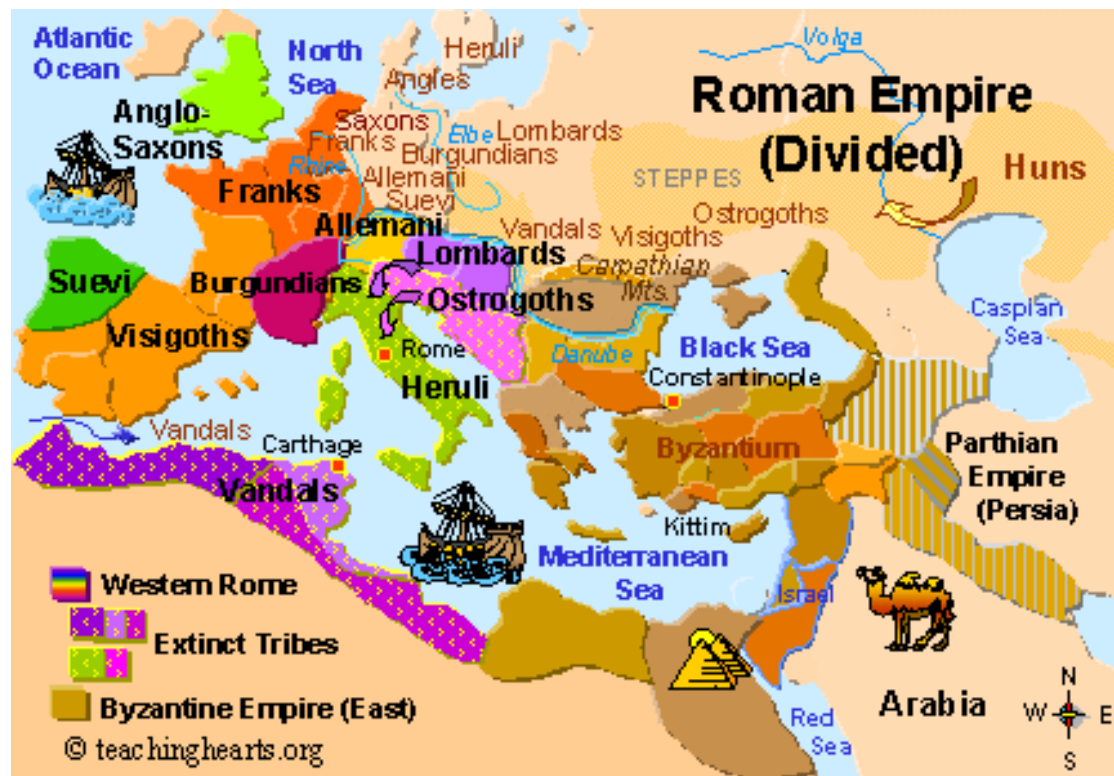 Atlantic
Ocean
North
Sea
Heruli
Angles
Volga
Roman Empire
(Divided)
Anglo-
Saxons
Saxons
Franks
Elbe
Lombards
Burgundians
Rhine
Allemani
Suevi
STEPPES
Huns
Franks
Ostrogoths
Allemani
Vandals
Visigoths
Lombards
Carpathian
Mts.
Suevi
Burgundians
Ostrogoths
Caspian
Sea
Visigoths
Rome
Danube
Black Sea
Heruli
Constantinople
Vandals
Carthage
Byzantium
Parthian
Empire
(Persia)
Vandals
Kittim
Mediterranean
Sea
Israel
Western Rome
Extinct Tribes
Byzantine Empire (East)
Arabia
Red
Sea
N
W
E
S
© teachinghearts.org